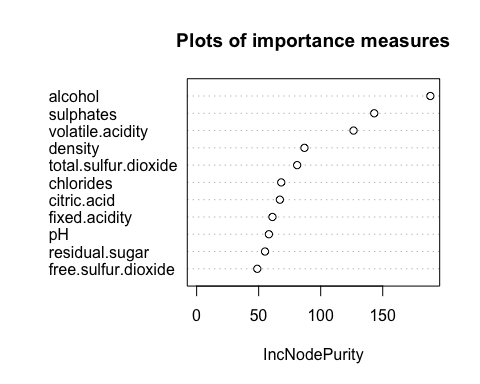 Plots of importance measures
alcohol
sulphates
volatile.acidity
density
total.sulfur.dioxide
chlorides
citric.acid
fixed.acidity
pH
residual.sugar
free.sulfur.dioxide
0 50 100 150
IncNodePurity